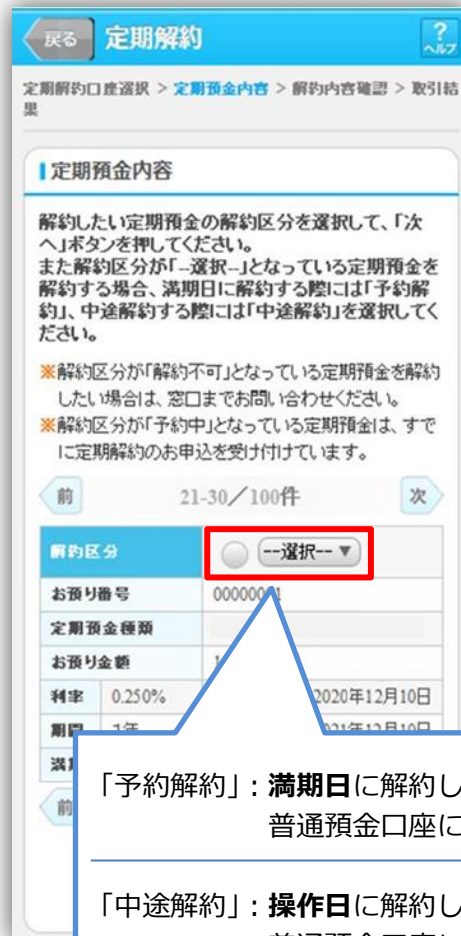 戻る 定期解約 ? ヘルプ
定期解約口座選択 > 定期預金内容 > 解約内容確認 > 取引結
果
定期預金内容
解約したい定期預金の解約区分を選択して、「次
へ」ボタンを押してください。
また解約区分が「--選択--」となっている定期預金を
解約する場合、満期日に解約する際には「予約解
約」、中途解約する際には「中途解約」を選択してく
ださい。
※解約区分が「解約不可」となっている定期預金を解約
したい場合は、窓口までお問い合わせください。
※解約区分が「予約中」となっている定期預金は、すで
に定期解約のお申込を受け付けています。
前 21-30/100件 次
解約区分 --選択-- ▼
お預り番号
定期預金種類
お預り金額
利率 0.250% 2020年12月10日
期間 1年 2021年12月10日
前
「予約解約」:満期日に解約し
普通預金口座に
「中途解約」:操作日に解約し